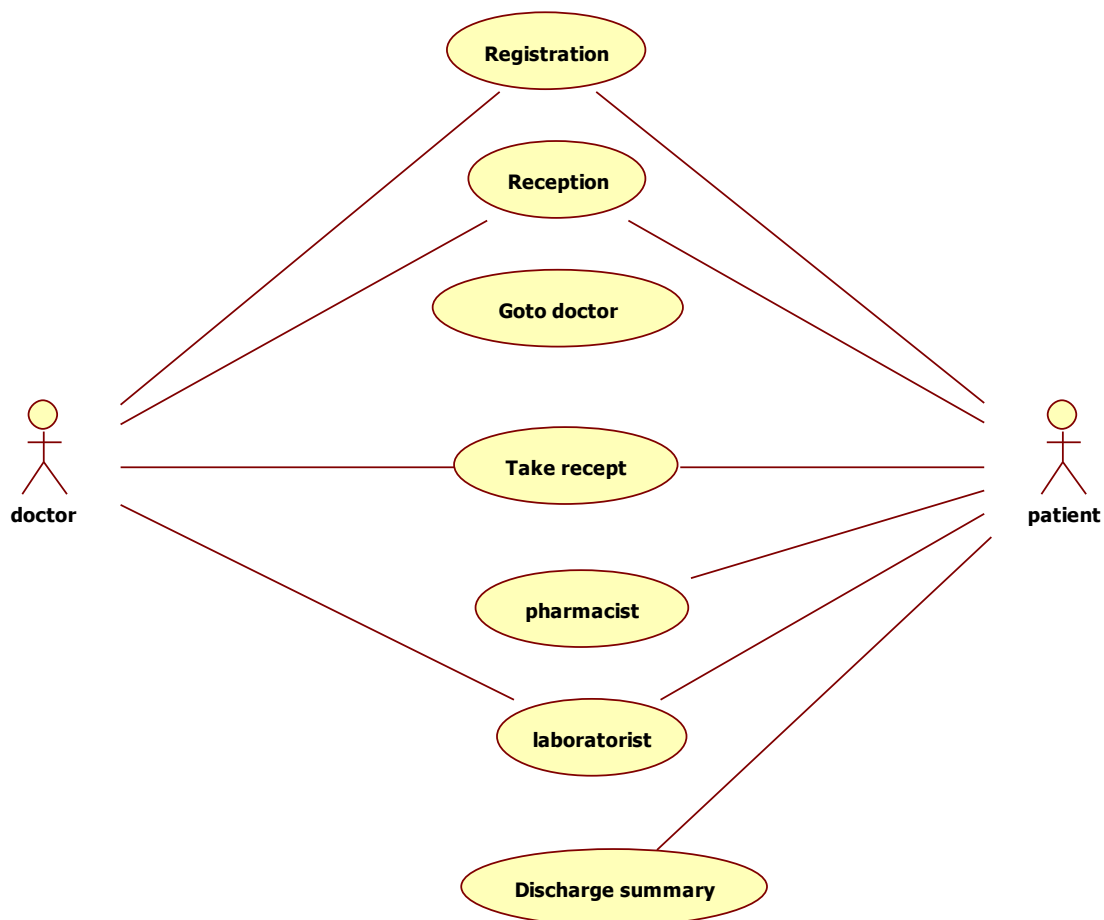 Registration
Reception
Goto doctor
Take recept
doctor
patient
pharmacist
laboratorist
Discharge summary